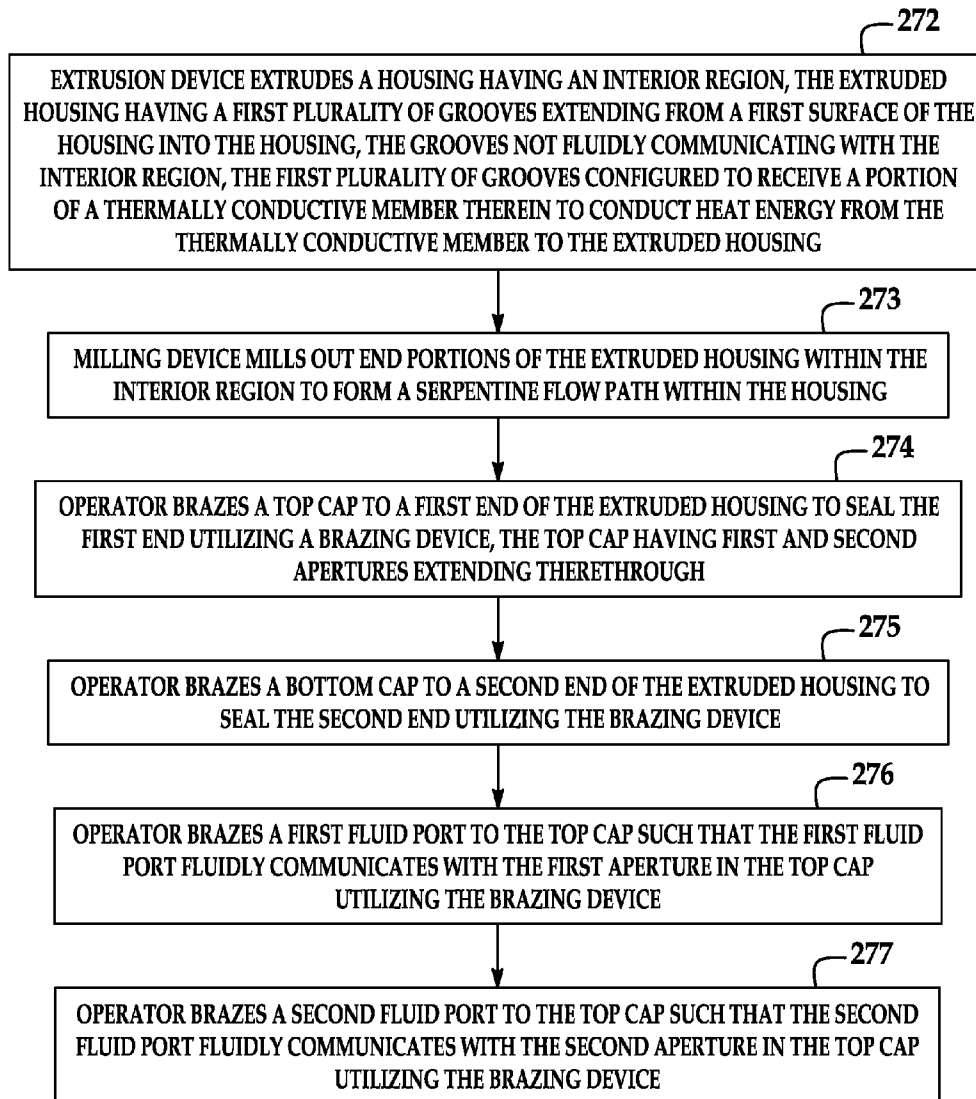 272
EXTRUSION DEVICE EXTRUDES A HOUSING HAVING AN INTERIOR REGION, THE EXTRUDED
HOUSING HAVING A FIRST PLURALITY OF GROOVES EXTENDING FROM A FIRST SURFACE OF THE
HOUSING INTO THE HOUSING, THE GROOVES NOT FLUIDLY COMMUNICATING WITH THE
INTERIOR REGION, THE FIRST PLURALITY OF GROOVES CONFIGURED TO RECEIVE A PORTION
OF A THERMALLY CONDUCTIVE MEMBER THEREIN TO CONDUCT HEAT ENERGY FROM THE
THERMALLY CONDUCTIVE MEMBER TO THE EXTRUDED HOUSING
273
MILLING DEVICE MILLS OUT END PORTIONS OF THE EXTRUDED HOUSING WITHIN THE
INTERIOR REGION TO FORM A SERPENTINE FLOW PATH WITHIN THE HOUSING
274
OPERATOR BRAZES A TOP CAP TO A FIRST END OF THE EXTRUDED HOUSING TO SEAL THE
FIRST END UTILIZING A BRAZING DEVICE, THE TOP CAP HAVING FIRST AND SECOND
APERTURES EXTENDING THERETHROUGH
275
OPERATOR BRAZES A BOTTOM CAP TO A SECOND END OF THE EXTRUDED HOUSING TO
SEAL THE SECOND END UTILIZING THE BRAZING DEVICE
276
OPERATOR BRAZES A FIRST FLUID PORT TO THE TOP CAP SUCH THAT THE FIRST FLUID
PORT FLUIDLY COMMUNICATES WITH THE FIRST APERTURE IN THE TOP CAP
UTILIZING THE BRAZING DEVICE
277
OPERATOR BRAZES A SECOND FLUID PORT TO THE TOP CAP SUCH THAT THE SECOND
FLUID PORT FLUIDLY COMMUNICATES WITH THE SECOND APERTURE IN THE TOP CAP
UTILIZING THE BRAZING DEVICE